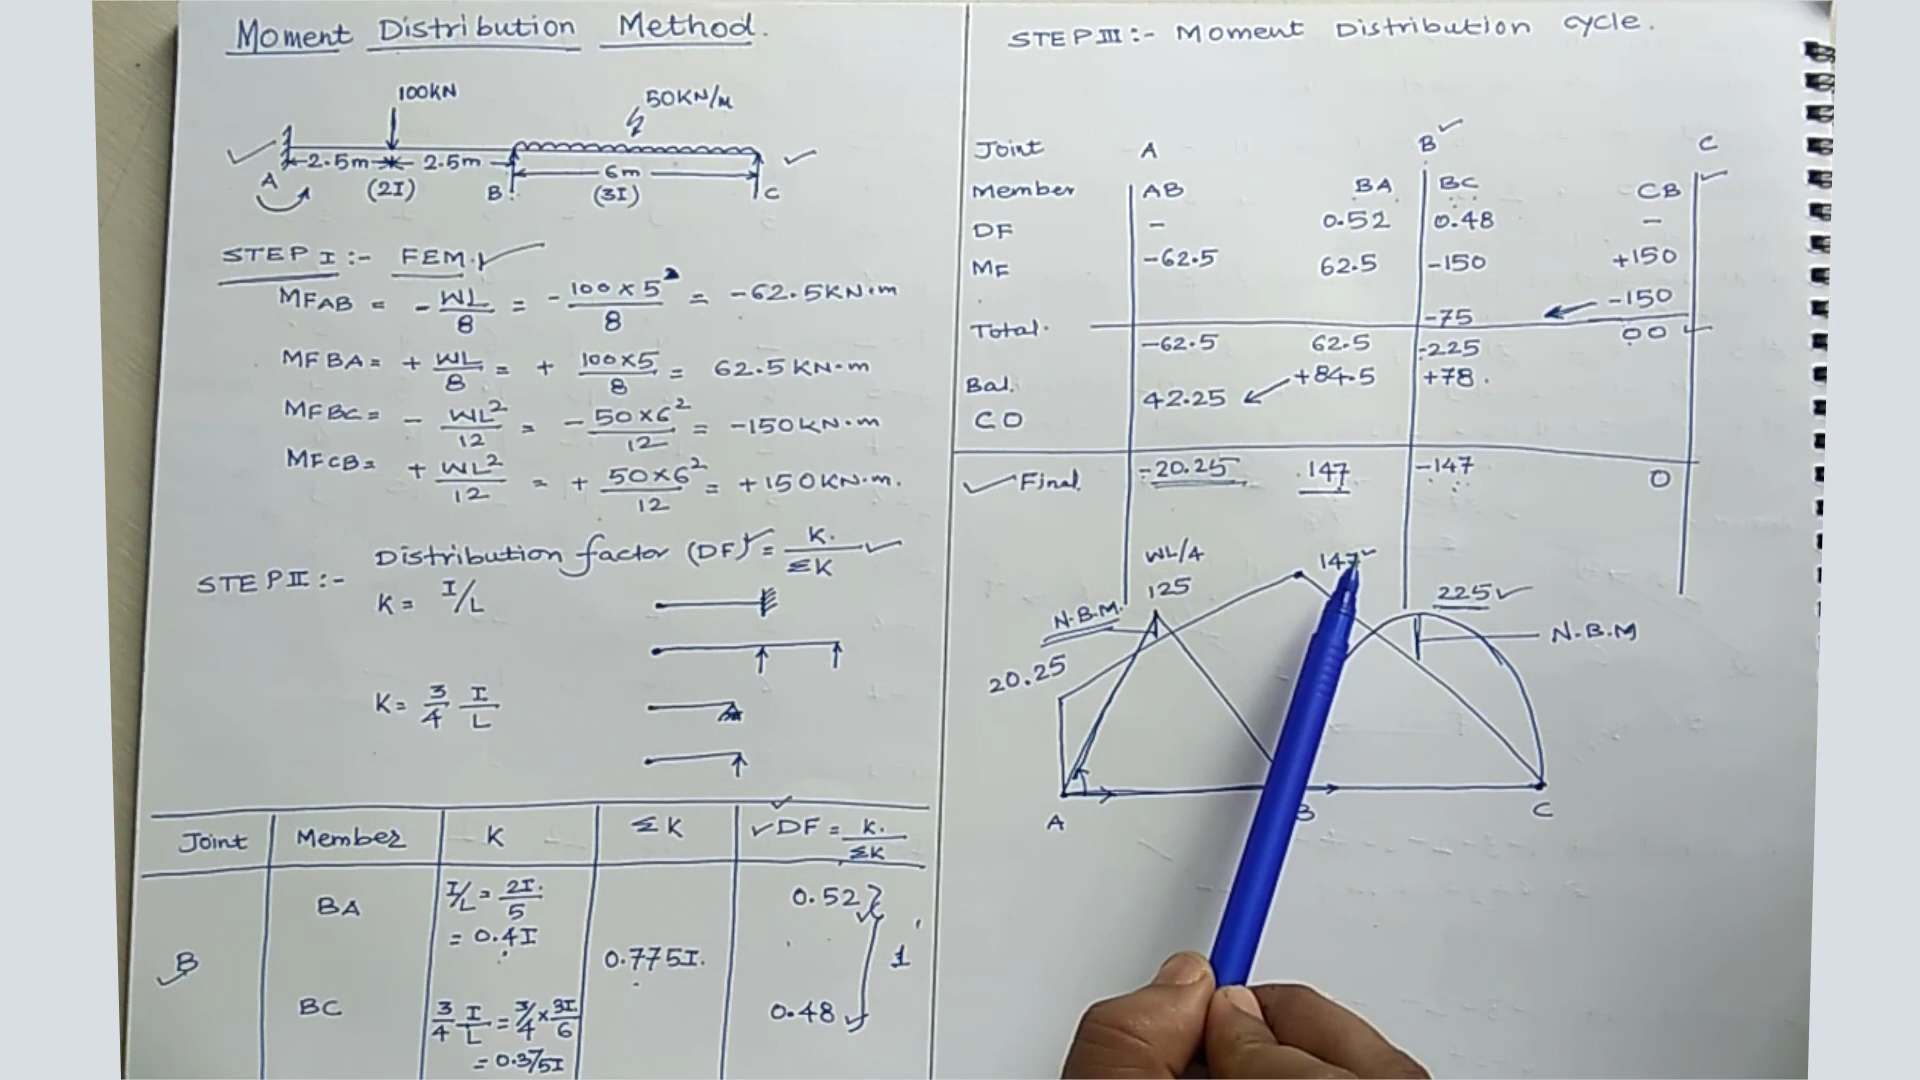 Moment Distribution Method.
100KN
50KN/M
2.5m
2.5m
6m
A
(2I)
B
(3I)
C
STEP I :- FEM.
MFAB = - WL/8 = - 100 x 5²/8 = -62.5KN.m
MFBA = + WL/8 = + 100x5/8 = 62.5 KN-m
MFBC = - WL²/12 = - 50x6²/12 = -150KN.m
MFCB = + WL²/12 = + 50x6²/12 = +150KN.m.
STEP II :- Distribution factor (DF) = K./ΣK
K = I/L
K = 3/4 I/L
Joint Member K ΣK DF = K./ΣK
B
BA I/L = 2I./5 0.52
= 0.4I
0.775I. 1
BC 3/4 I/L = 3/4 x 3I/6 0.48
= 0.375I
STEP III :- Moment Distribution cycle.
Joint A B C
Member AB BA BC CB
DF - 0.52 0.48 -
MF -62.5 62.5 -150 +150
-75 -150
Total. -62.5 62.5 -225 00
Bal. +84.5 +78.
CO 42.25
Final -20.25 147 -147 0
WL/4
125
147
225
N.B.M.
N.B.M
20.25
A
B
C